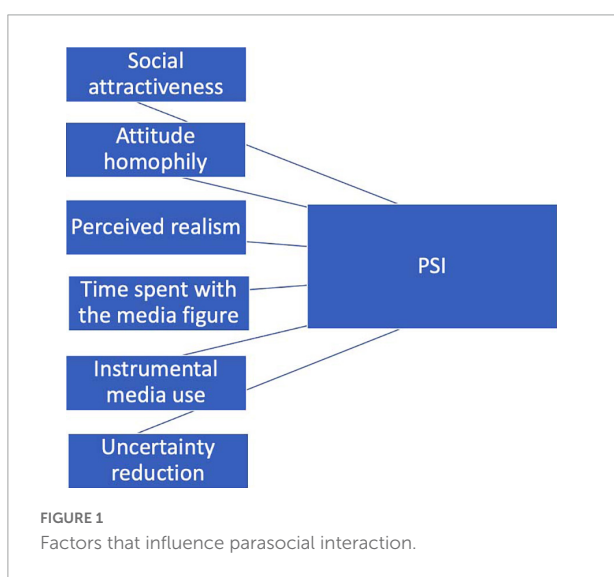 Social
attractiveness
Attitude
homophily
Perceived realism
Time spent with
the media figure
Instrumental
media use
Uncertainty
reduction
PSI
FIGURE 1
Factors that influence parasocial interaction.